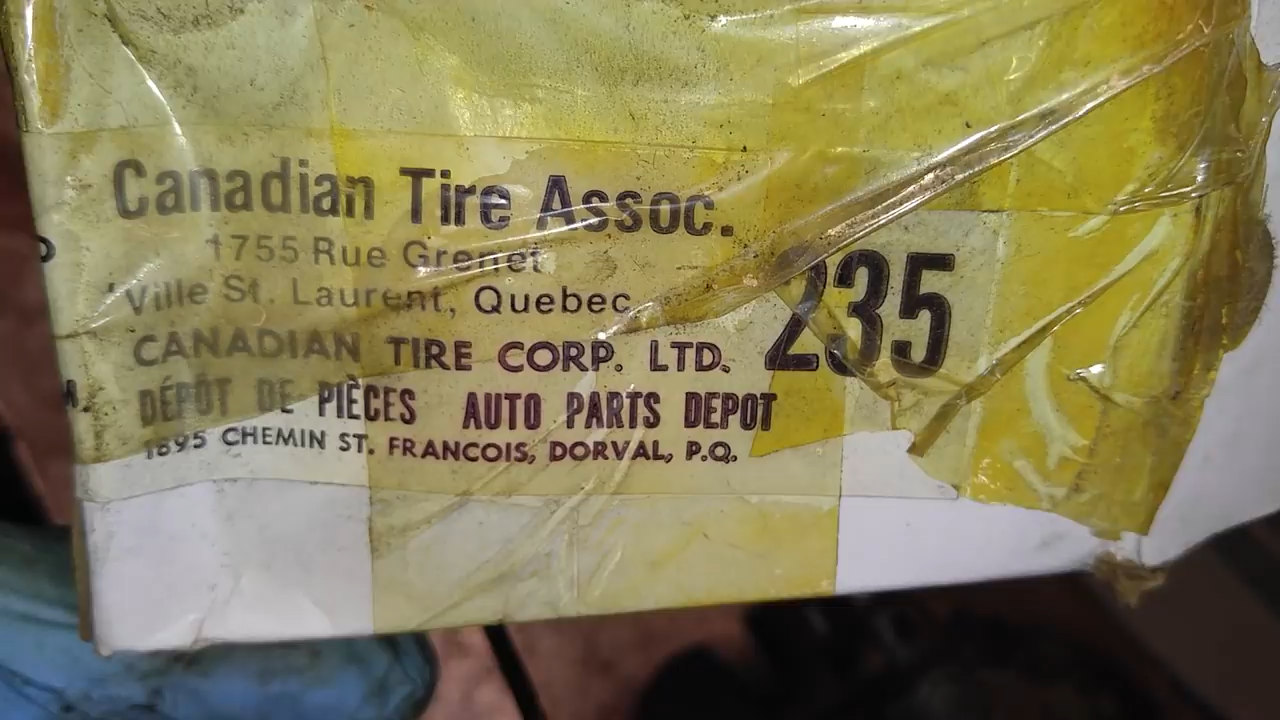 Canadian Tire Assoc.
1755 Rue Grenet
Ville St. Laurent, Quebec
235
CANADIAN TIRE CORP. LTD.
DÉPÔT DE PIÈCES AUTO PARTS DEPOT
1895 CHEMIN ST. FRANCOIS, DORVAL, P.Q.